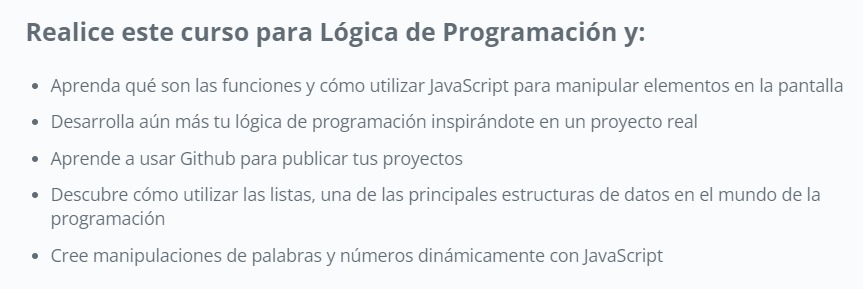 Realice este curso para Lógica de Programación y:
• Aprenda qué son las funciones y cómo utilizar JavaScript para manipular elementos en la pantalla
• Desarrolla aún más tu lógica de programación inspirándote en un proyecto real
• Aprende a usar Github para publicar tus proyectos
• Descubre cómo utilizar las listas, una de las principales estructuras de datos en el mundo de la
programación
• Cree manipulaciones de palabras y números dinámicamente con JavaScript